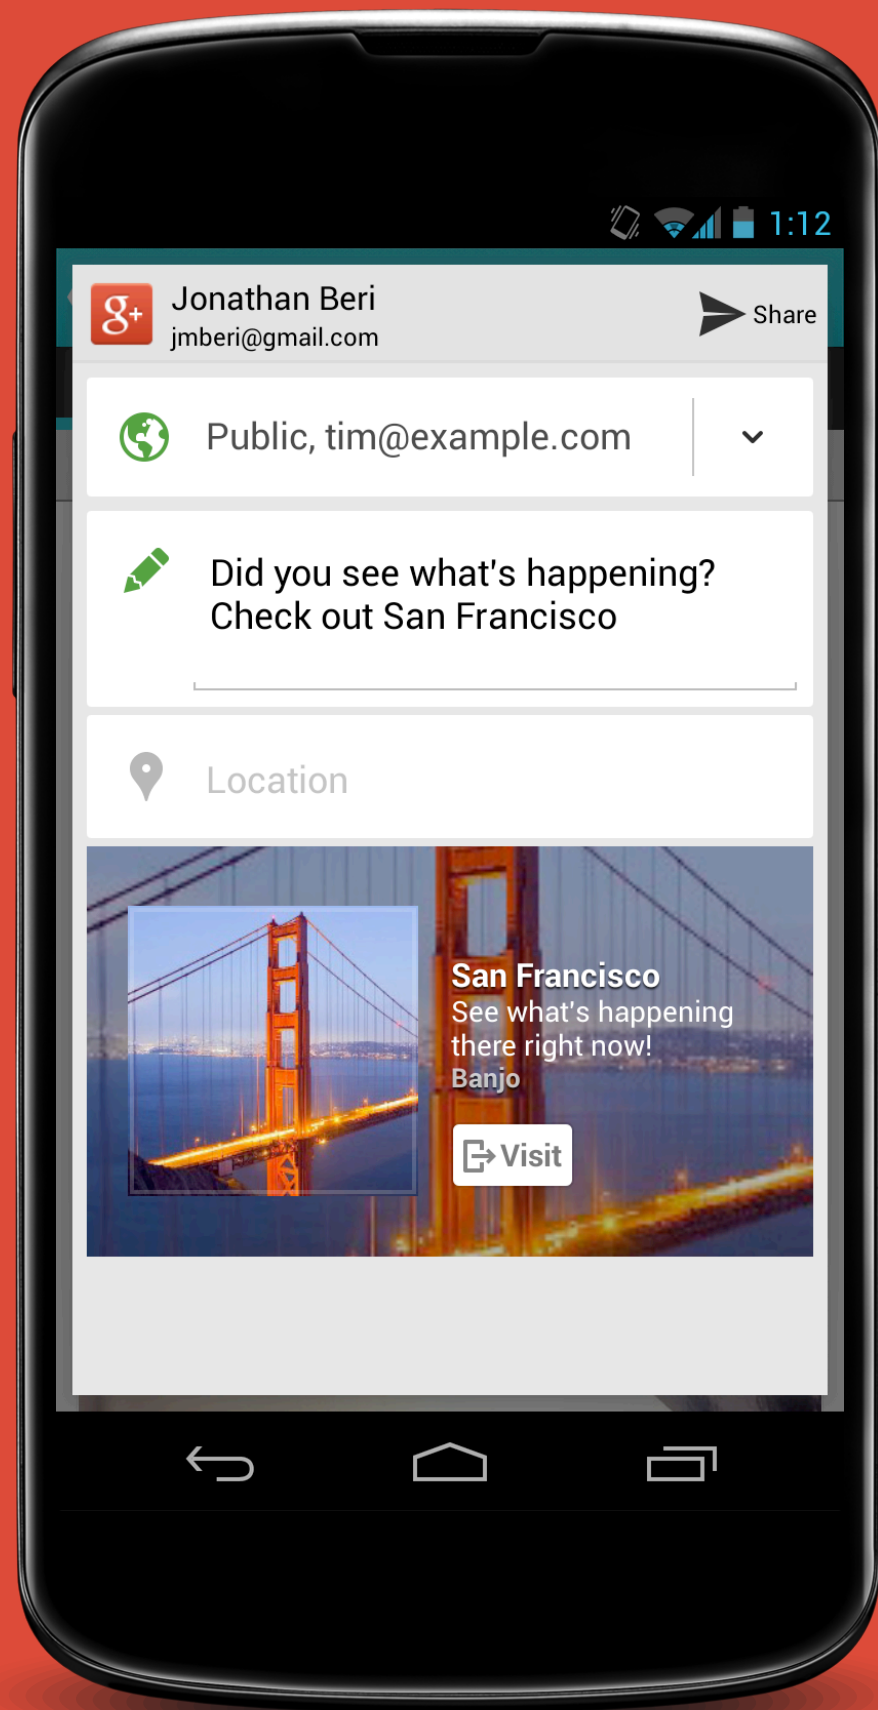 1:12
g+
Jonathan Beri
jmberi@gmail.com
Share
Public, tim@example.com
Did you see what's happening?
Check out San Francisco
Location
San Francisco
See what's happening
there right now!
Banjo
Visit